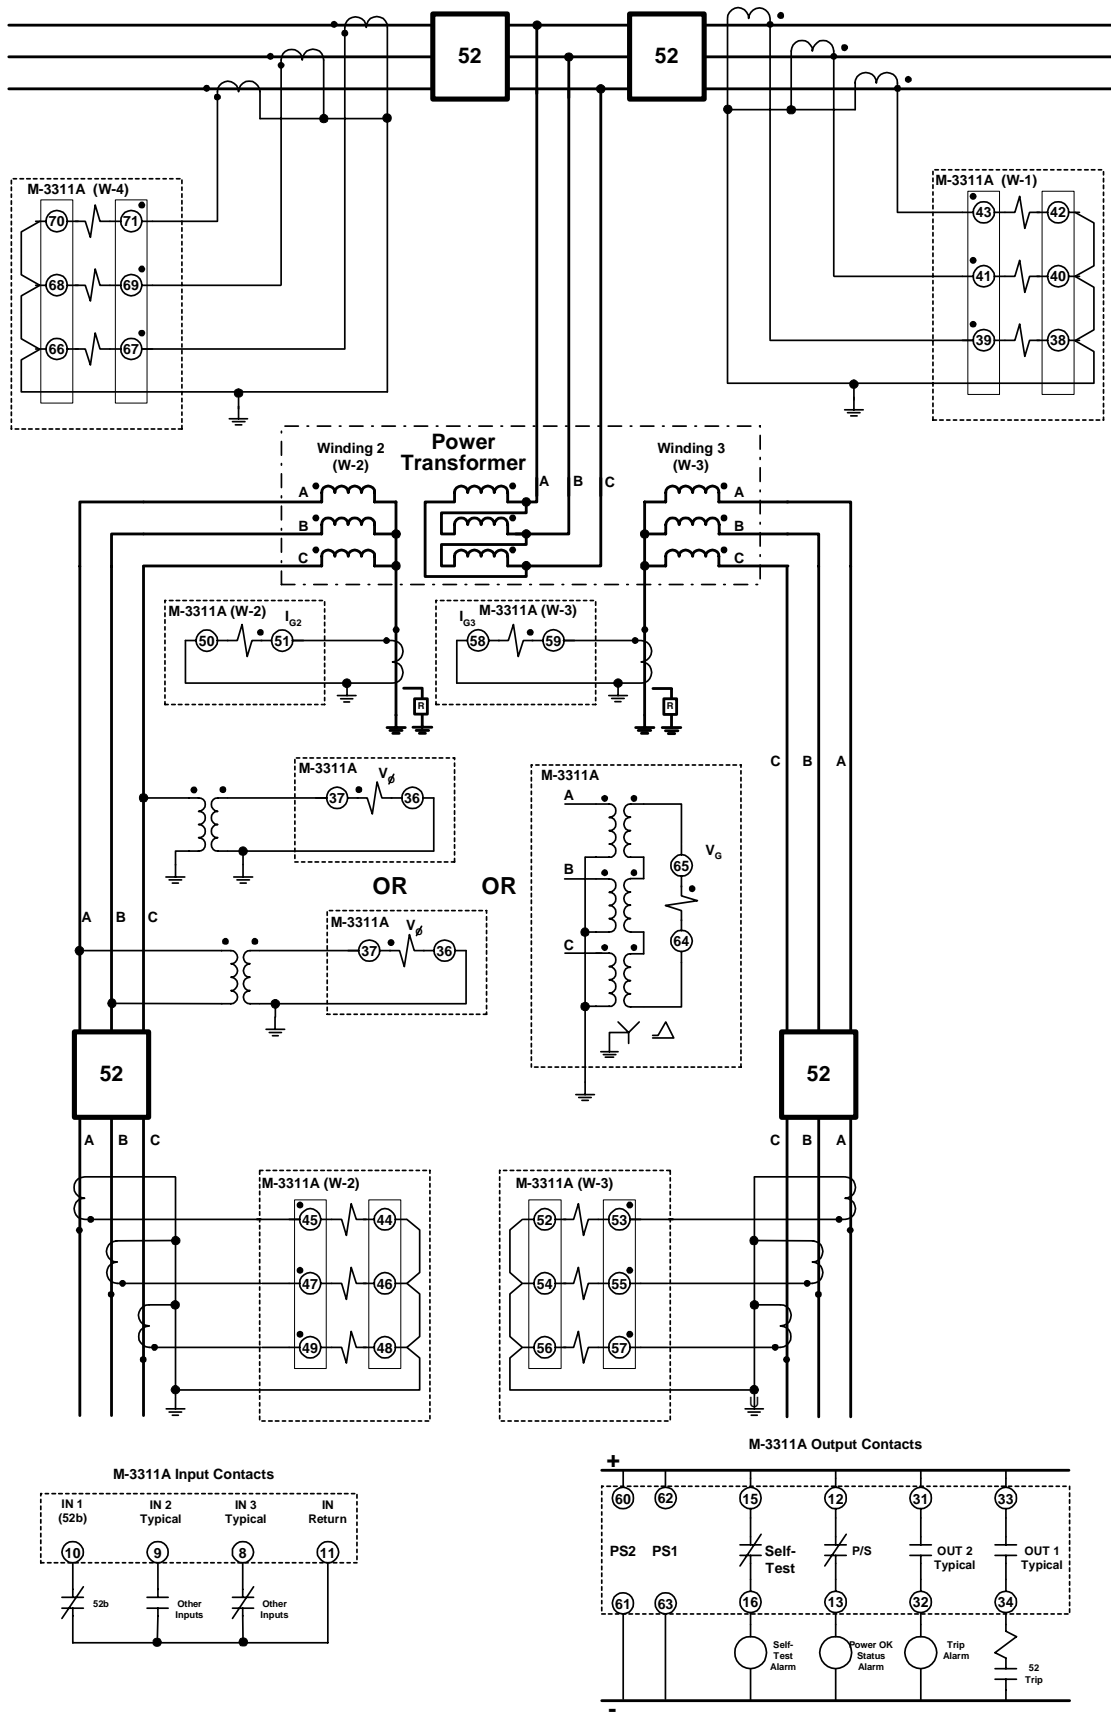 52
52
M-3311A (W-4)
70
71
68
69
66
67
M-3311A (W-1)
43
42
41
40
39
38
Winding 2
(W-2)
Power
Transformer
Winding 3
(W-3)
A
B
C
A
B
C
A
B
C
M-3311A (W-2)
IG2
50
51
M-3311A (W-3)
IG3
58
59
R
R
C
B
A
M-3311A
Vø
37
36
OR
OR
M-3311A
A
B
C
VG
65
64
A
B
C
M-3311A
Vø
37
36
52
52
A
B
C
C
B
A
M-3311A (W-2)
45
44
47
46
49
48
M-3311A (W-3)
52
53
54
55
56
57
U
M-3311A Input Contacts
IN 1
(52b)
IN 2
Typical
IN 3
Typical
IN
Return
10
9
8
11
52b
Other
Inputs
Other
Inputs
M-3311A Output Contacts
+
60
62
15
12
31
33
PS2
PS1
Self-
Test
P/S
OUT 2
Typical
OUT 1
Typical
61
63
16
13
32
34
Self-
Test
Alarm
Power OK
Status
Alarm
Trip
Alarm
52
Trip
-